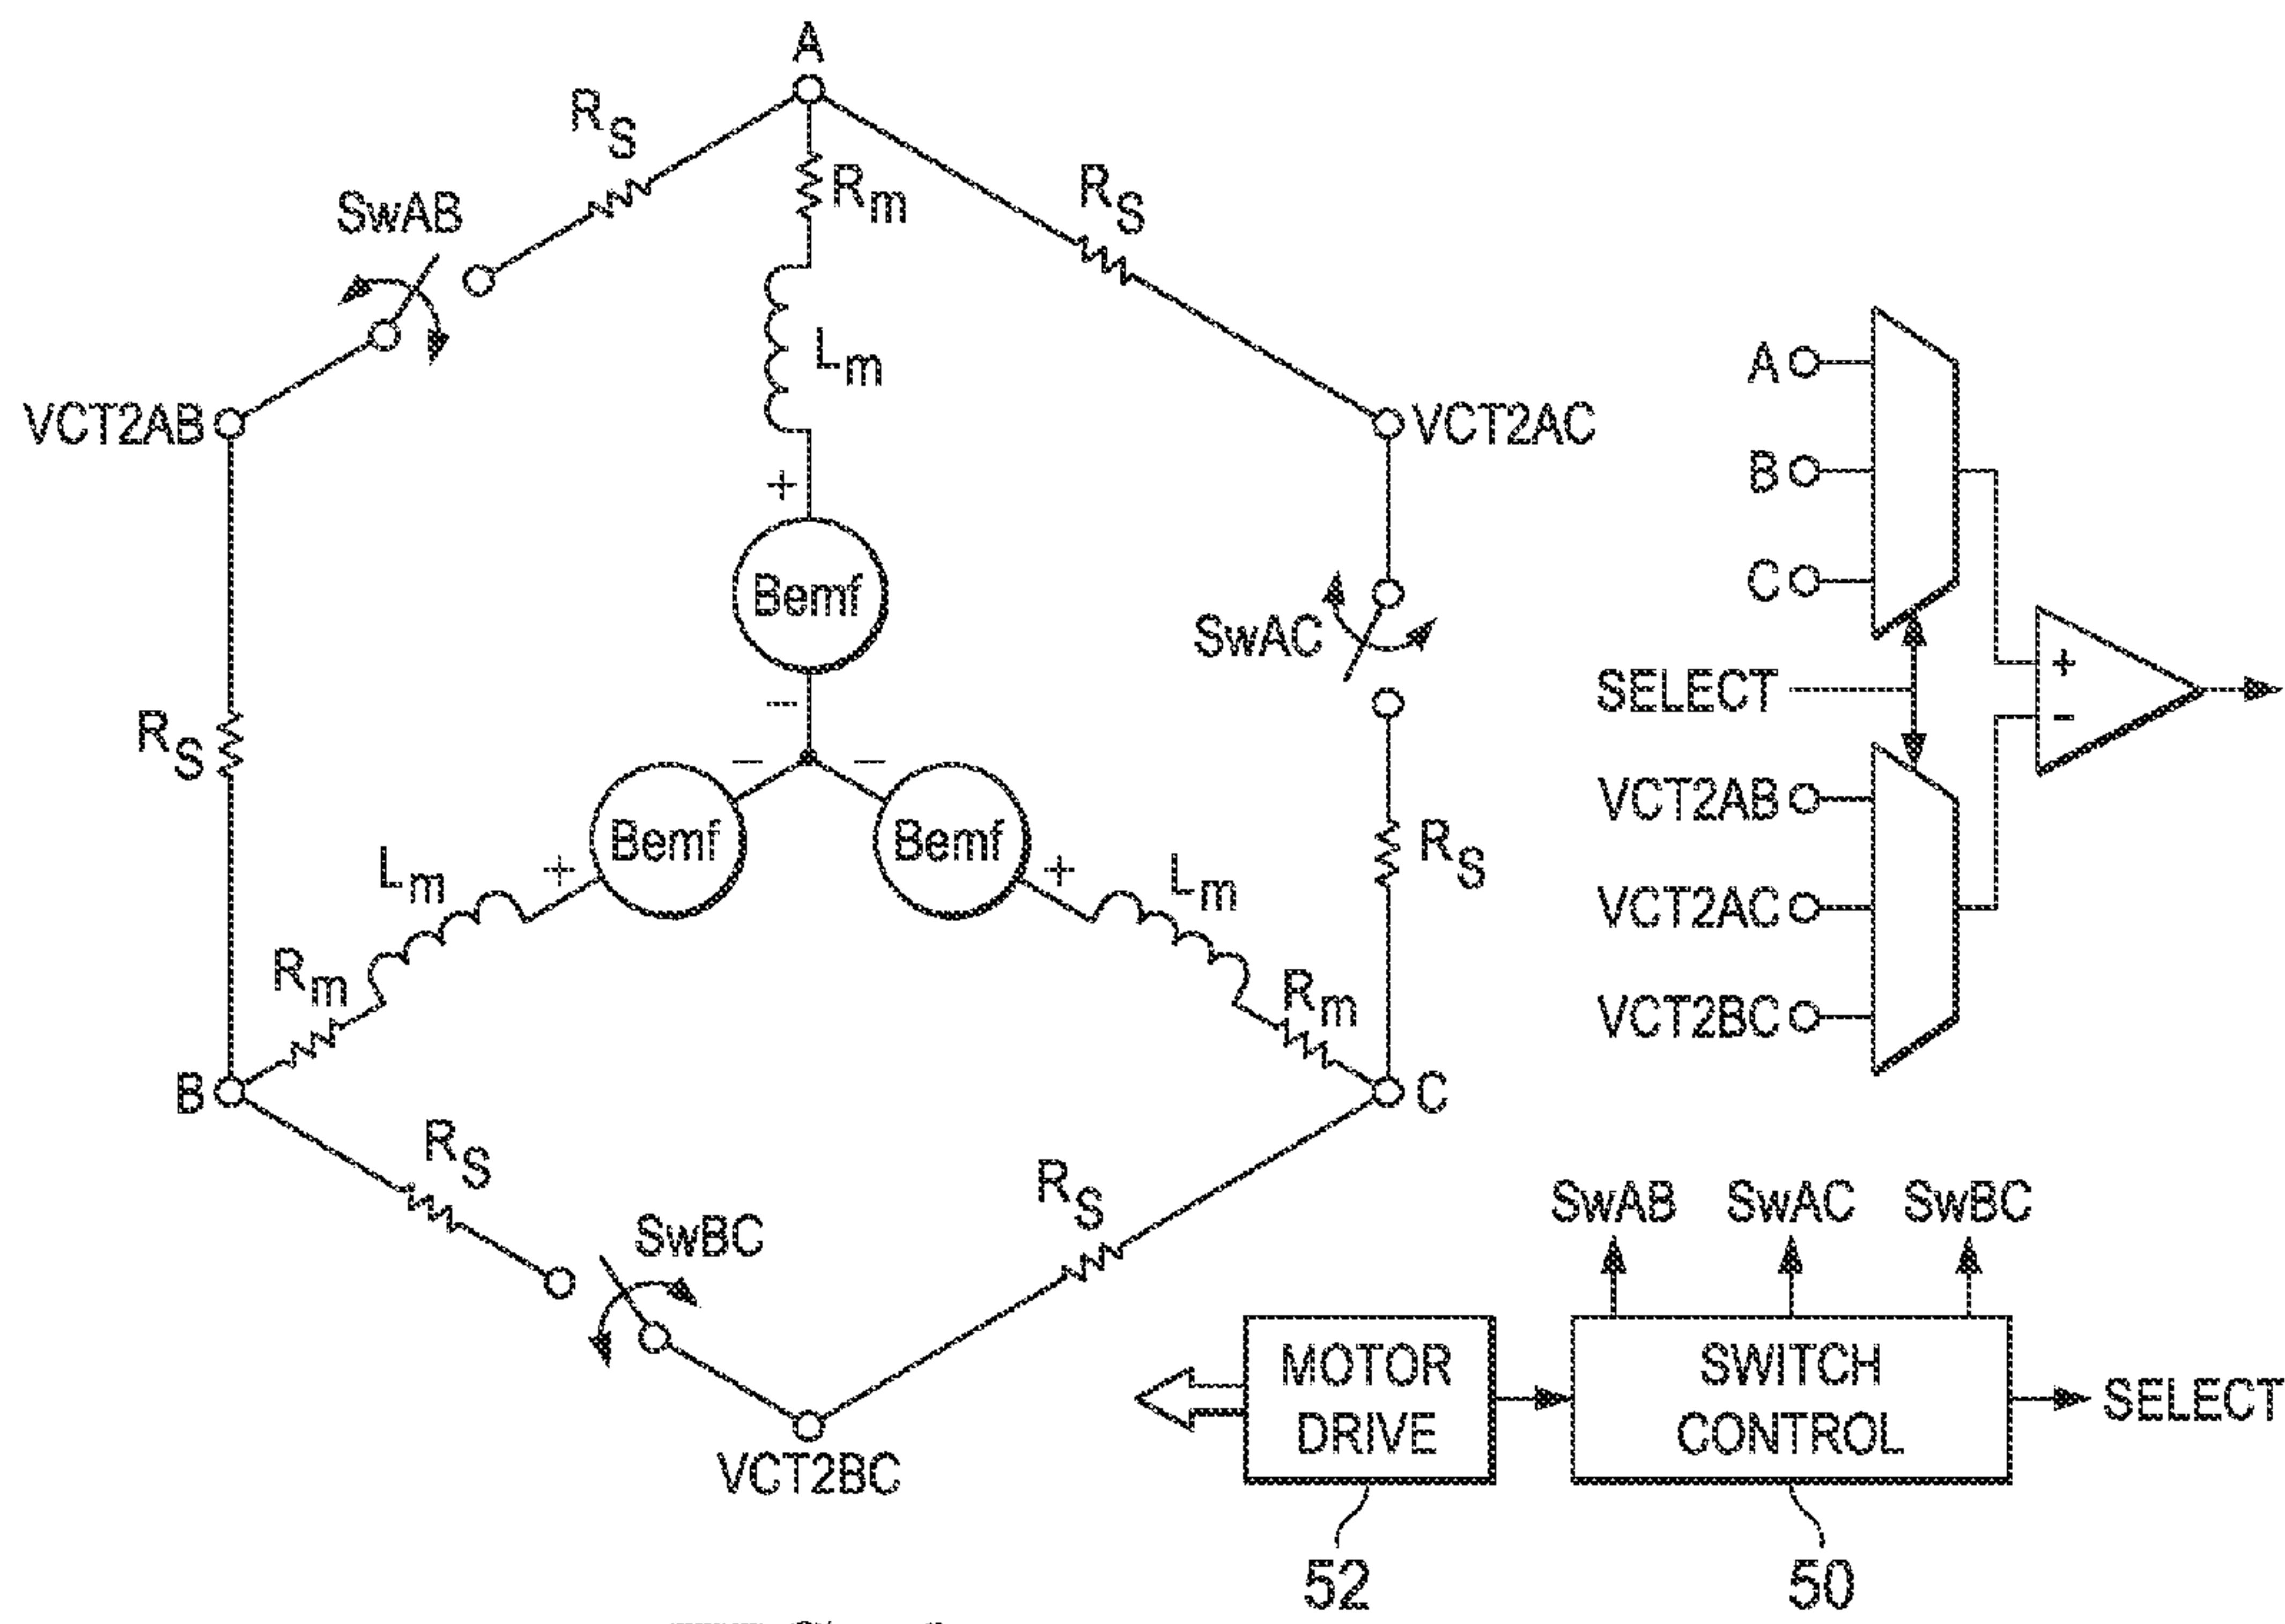 A
RS
Rm
RS
SwAB
Lm
VCT2AB
VCT2AC
A
+
B
Bemf
C
SwAC
SELECT
+
−
−
RS
− −
Bemf
Bemf
+
+
Lm
Lm
RS
Rm
Rm
VCT2AB
VCT2AC
VCT2BC
B
C
RS
RS
SwBC
SwAB SwAC SwBC
MOTOR
DRIVE
SWITCH
CONTROL
SELECT
VCT2BC
52
50